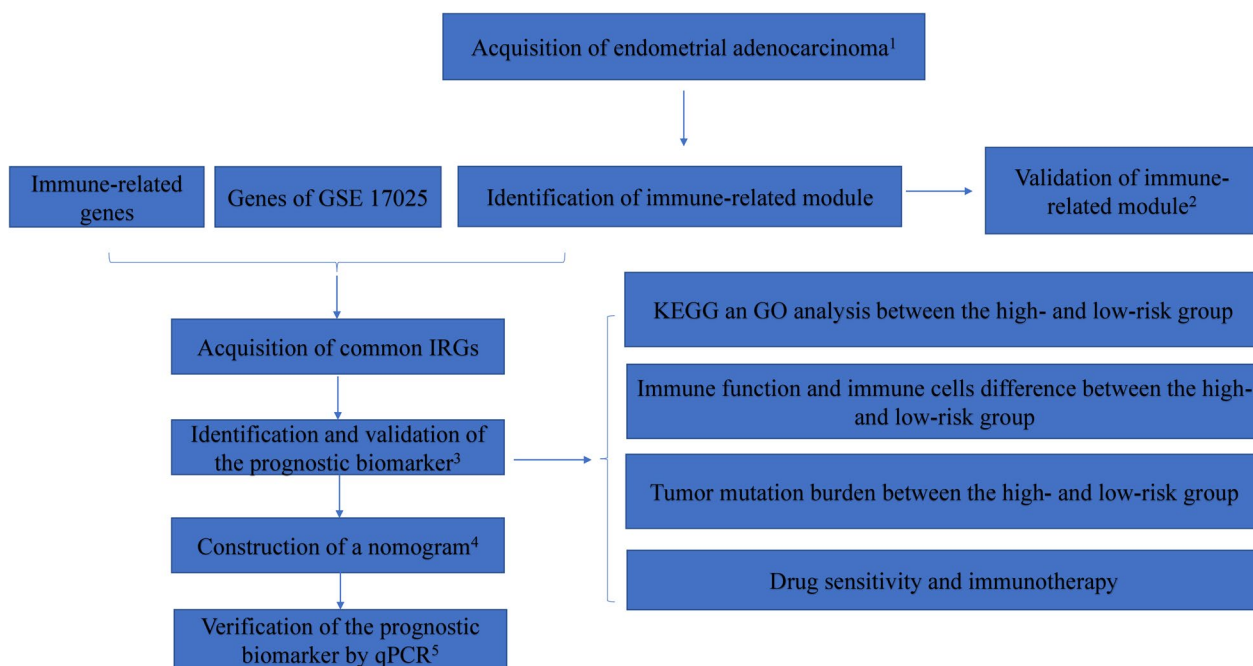 Acquisition of endometrial adenocarcinoma¹
Immune-related
genes
Genes of GSE 17025
Identification of immune-related module
Validation of immune-
related module²
Acquisition of common IRGs
Identification and validation of
the prognostic biomarker³
Construction of a nomogram⁴
Verification of the prognostic
biomarker by qPCR⁵
KEGG an GO analysis between the high- and low-risk group
Immune function and immune cells difference between the high-
and low-risk group
Tumor mutation burden between the high- and low-risk group
Drug sensitivity and immunotherapy